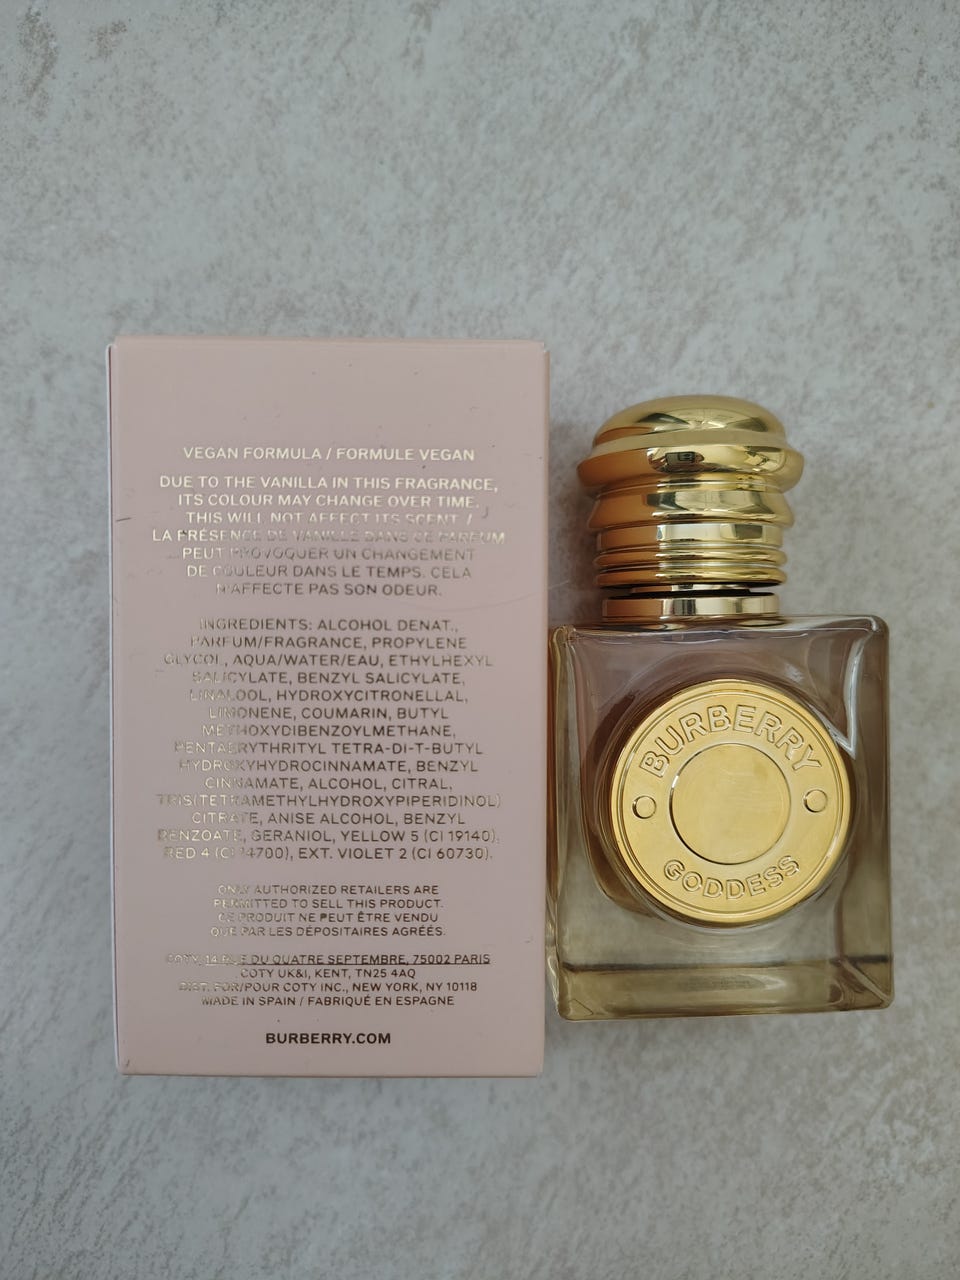 VEGAN FORMULA / FORMULE VEGAN
DUE TO THE VANILLA IN THIS FRAGRANCE,
ITS COLOUR MAY CHANGE OVER TIME.
THIS WILL NOT AFFECT ITS SCENT /
LA PRÉSENCE DE VANILLE DANS CE PARFUM
PEUT PROVOQUER UN CHANGEMENT
DE COULEUR DANS LE TEMPS. CELA
N'AFFECTE PAS SON ODEUR.
INGREDIENTS: ALCOHOL DENAT.,
PARFUM/FRAGRANCE, PROPYLENE
GLYCOL, AQUA/WATER/EAU, ETHYLHEXYL
SALICYLATE, BENZYL SALICYLATE,
LINALOOL, HYDROXYCITRONELLAL,
LIMONENE, COUMARIN, BUTYL
METHOXYDIBENZOYLMETHANE,
PENTAERYTHRITYL TETRA-DI-T-BUTYL
HYDROXYHYDROCINNAMATE, BENZYL
CINNAMATE, ALCOHOL, CITRAL,
TRIS(TETRAMETHYLHYDROXYPIPERIDINOL)
CITRATE, ANISE ALCOHOL, BENZYL
BENZOATE, GERANIOL, YELLOW 5 (CI 19140),
RED 4 (CI 14700), EXT. VIOLET 2 (CI 60730).
ONLY AUTHORIZED RETAILERS ARE
PERMITTED TO SELL THIS PRODUCT.
CE PRODUIT NE PEUT ÊTRE VENDU
QUE PAR LES DÉPOSITAIRES AGRÉÉS.
COTY, 14 RUE DU QUATRE SEPTEMBRE, 75002 PARIS
COTY UK&I, KENT, TN25 4AQ
DIST. FOR/POUR COTY INC., NEW YORK, NY 10118
MADE IN SPAIN / FABRIQUÉ EN ESPAGNE
BURBERRY.COM
BURBERRY
GODDESS